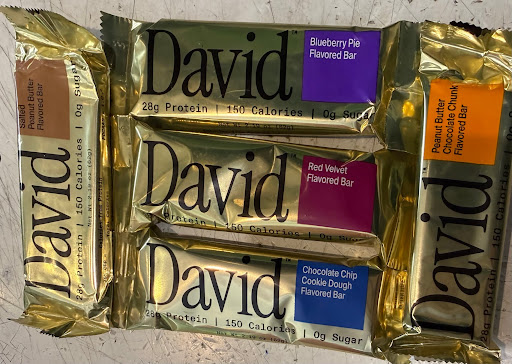 David
Salted
Peanut Butter
Flavored Bar
28g Protein | 150 Calories | 0g Sugar
David
Blueberry Pie
Flavored Bar
28g Protein | 150 Calories | 0g Sugar
David
Red Velvet
Flavored Bar
Protein | 150 Calories | 0g Su
David
Chocolate Chip
Cookie Dough
Flavored Bar
28g Protein | 150 Calories | 0g Sugar
David
Peanut Butter
Chocolate Chunk
Flavored Bar
28g Protein | 150 Calories